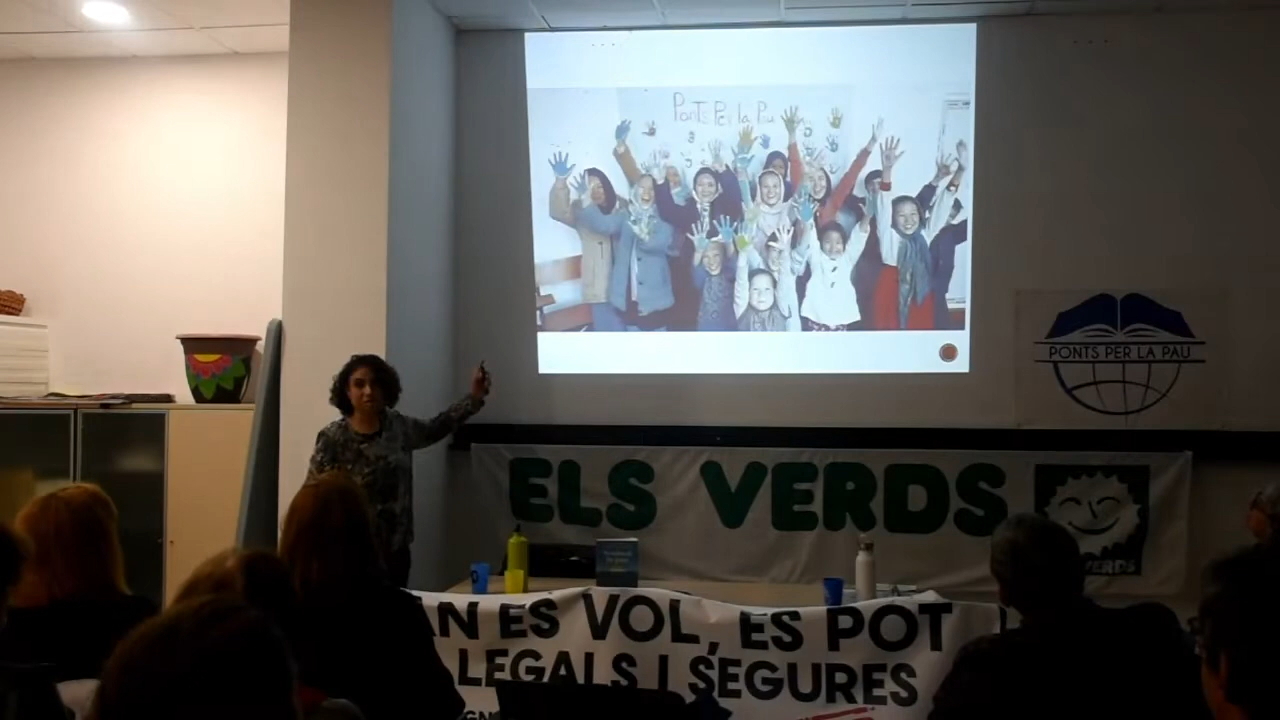 Ponts Per la Pau
PONTS PER LA PAU
ELS VERDS
VERDS
AN ES VOL, ES POT
LEGALS I SEGURES